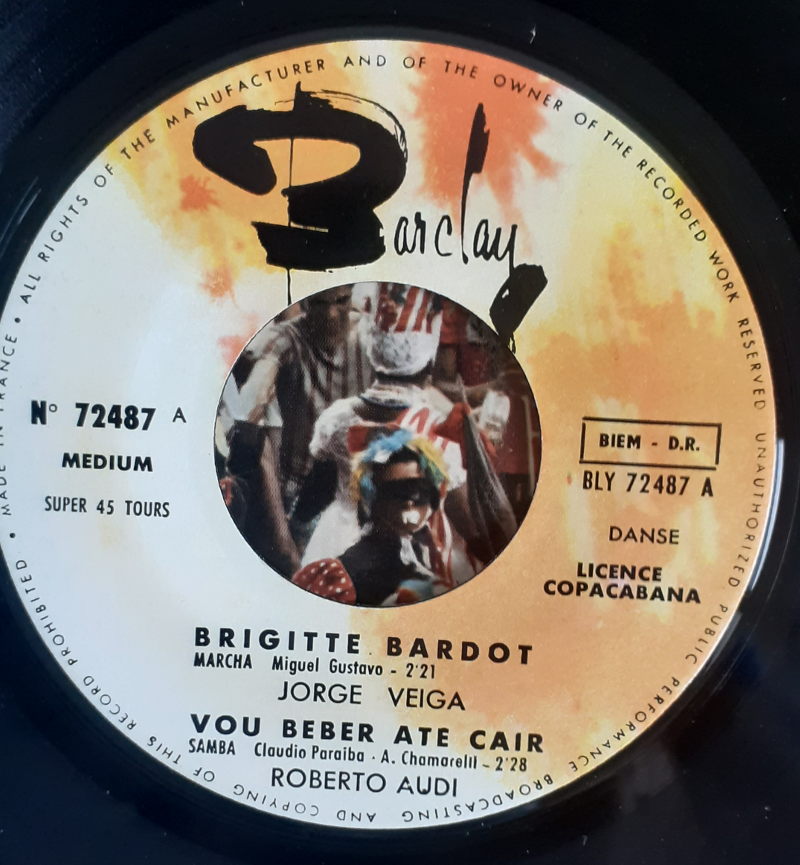 • ALL RIGHTS OF THE MANUFACTURER AND OF THE OWNER OF THE RECORDED WORK RESERVED UNAUTHORIZED PUBLIC PERFORMANCE BROADCASTING AND COPYING OF THIS RECORD PROHIBITED • MADE IN FRANCE
Barclay
N° 72487 A
MEDIUM
SUPER 45 TOURS
BIEM - D.R.
BLY 72487 A
DANSE
LICENCE
COPACABANA
BRIGITTE BARDOT
MARCHA Miguel Gustavo - 2'21
JORGE VEIGA
VOU BEBER ATE CAIR
SAMBA Claudio Paraiba - A. Chamarelli - 2'28
ROBERTO AUDI